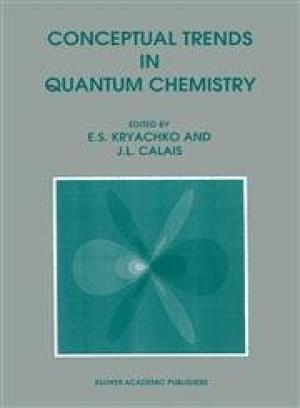 CONCEPTUAL TRENDS
IN
QUANTUM CHEMISTRY
EDITED BY
E.S. KRYACHKO AND
J.L. CALAIS
KLUWER ACADEMIC PUBLISHERS